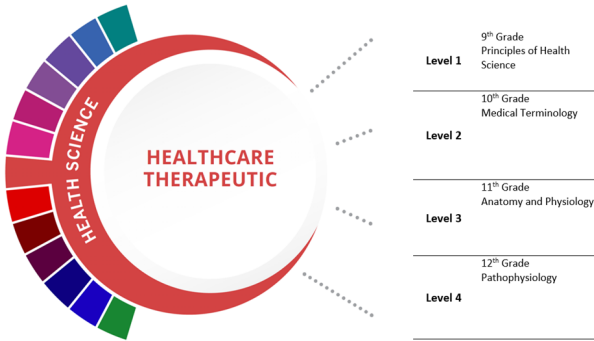 HEALTH SCIENCE
HEALTHCARE
THERAPEUTIC
Level 1
9th Grade
Principles of Health
Science
Level 2
10th Grade
Medical Terminology
Level 3
11th Grade
Anatomy and Physiology
Level 4
12th Grade
Pathophysiology